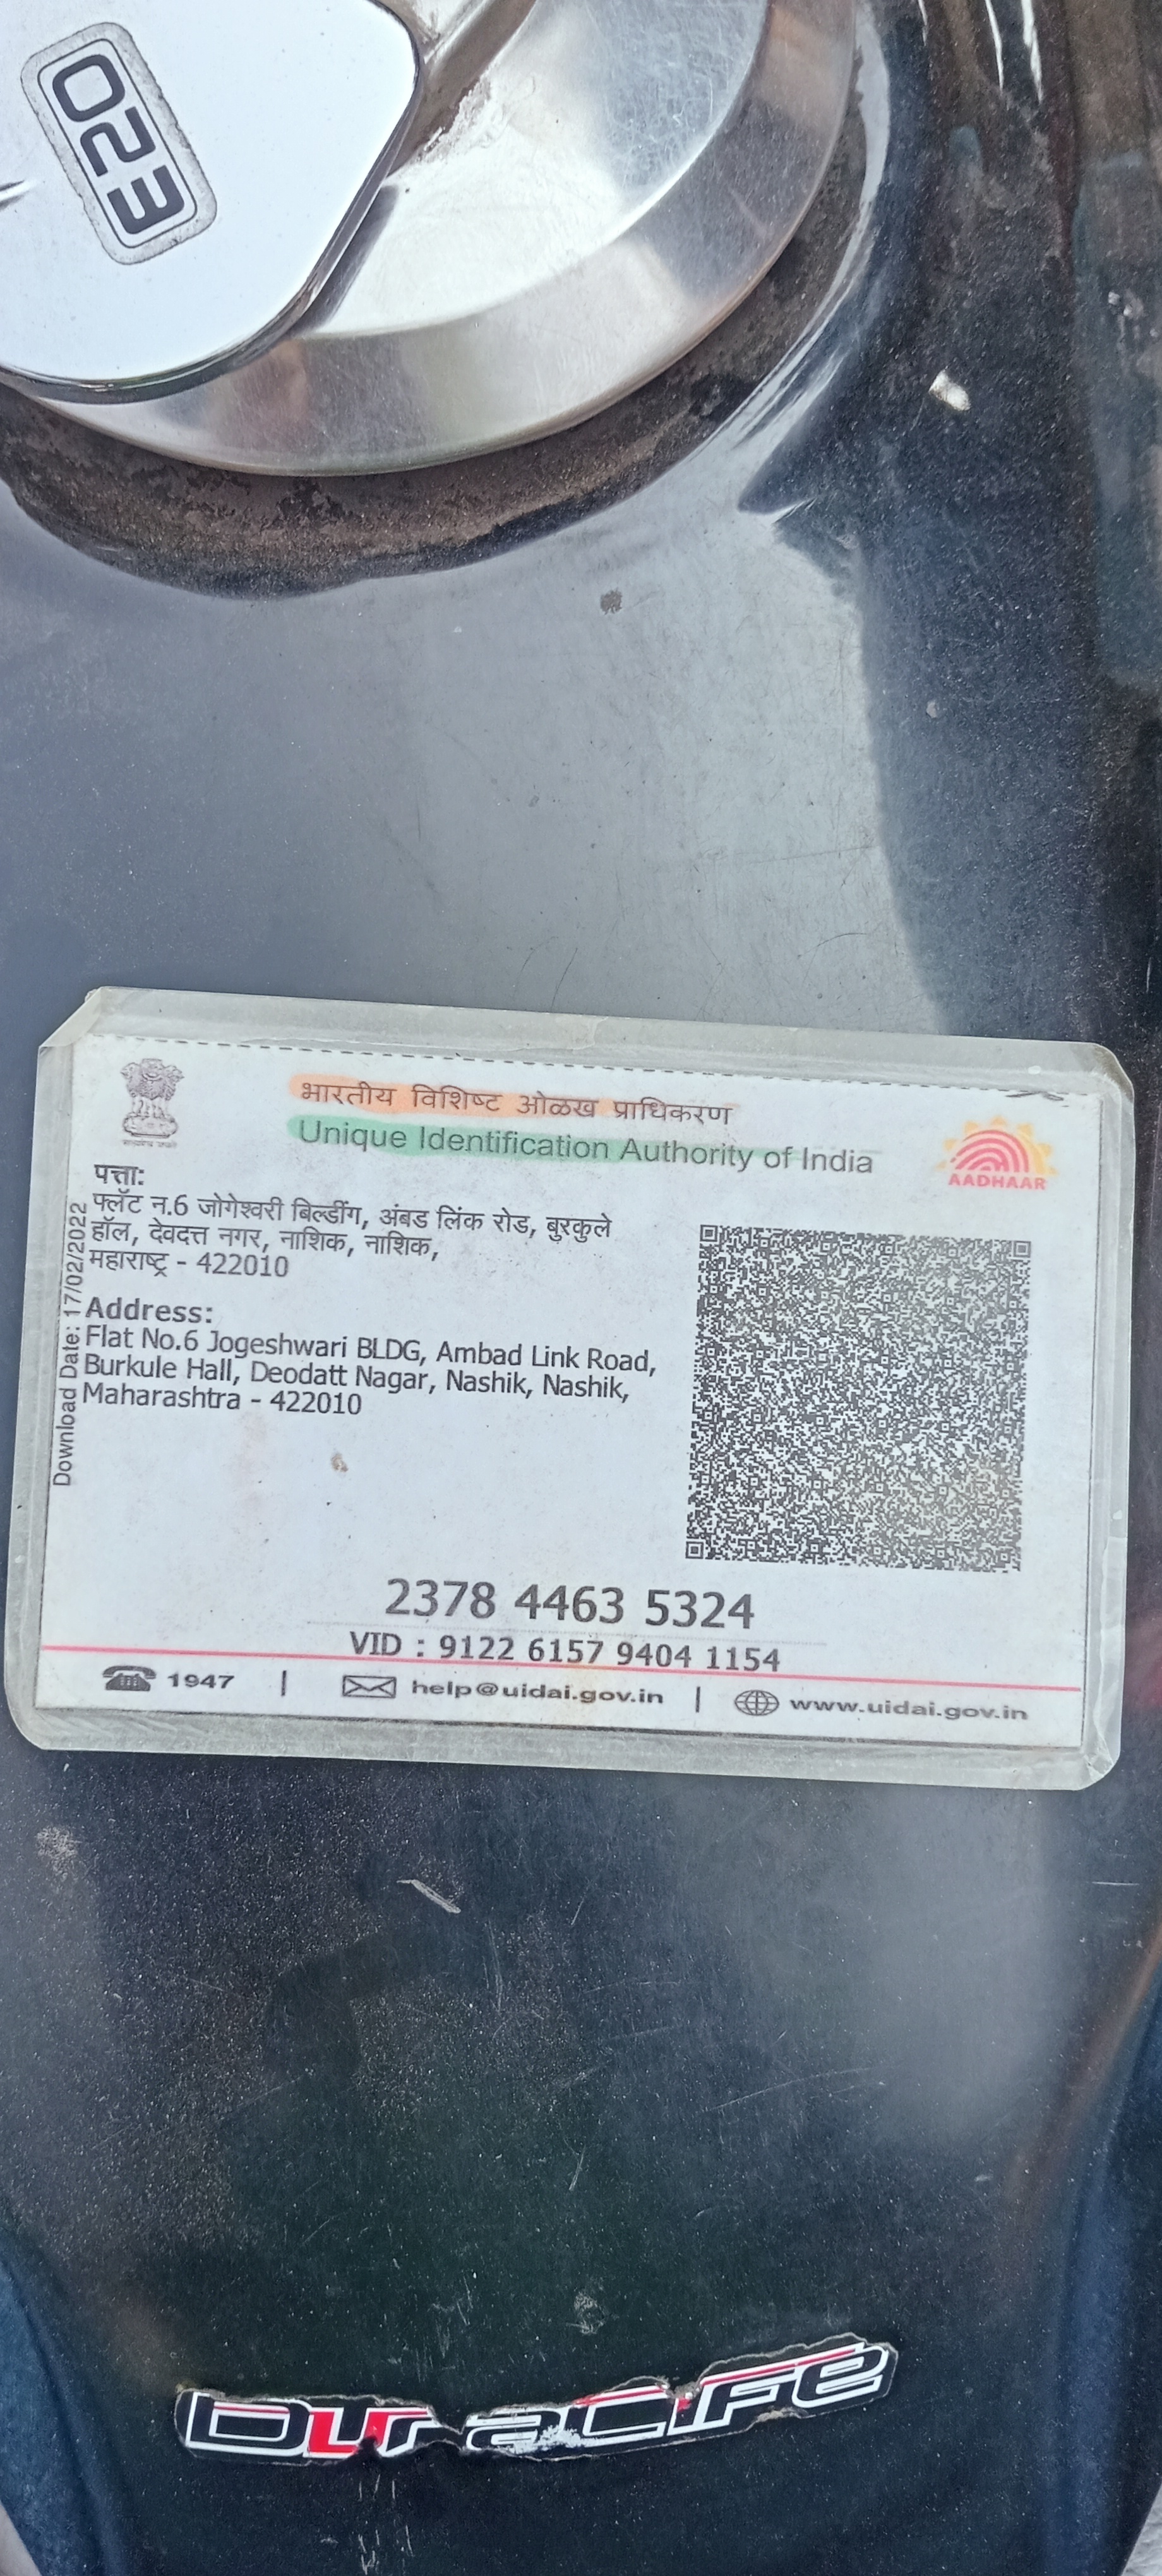 E20
भारतीय विशिष्ट ओळख प्राधिकरण
Unique Identification Authority of India
AADHAAR
पत्ता:
फ्लॅट न.6 जोगेश्वरी बिल्डींग, अंबड लिंक रोड, बुरकुले
हॉल, देवदत्त नगर, नाशिक, नाशिक,
महाराष्ट्र - 422010
Address:
Flat No.6 Jogeshwari BLDG, Ambad Link Road,
Burkule Hall, Deodatt Nagar, Nashik, Nashik,
Maharashtra - 422010
Download Date: 17/02/2022
2378 4463 5324
VID : 9122 6157 9404 1154
1947 | help@uidai.gov.in | www.uidai.gov.in
DuraLife